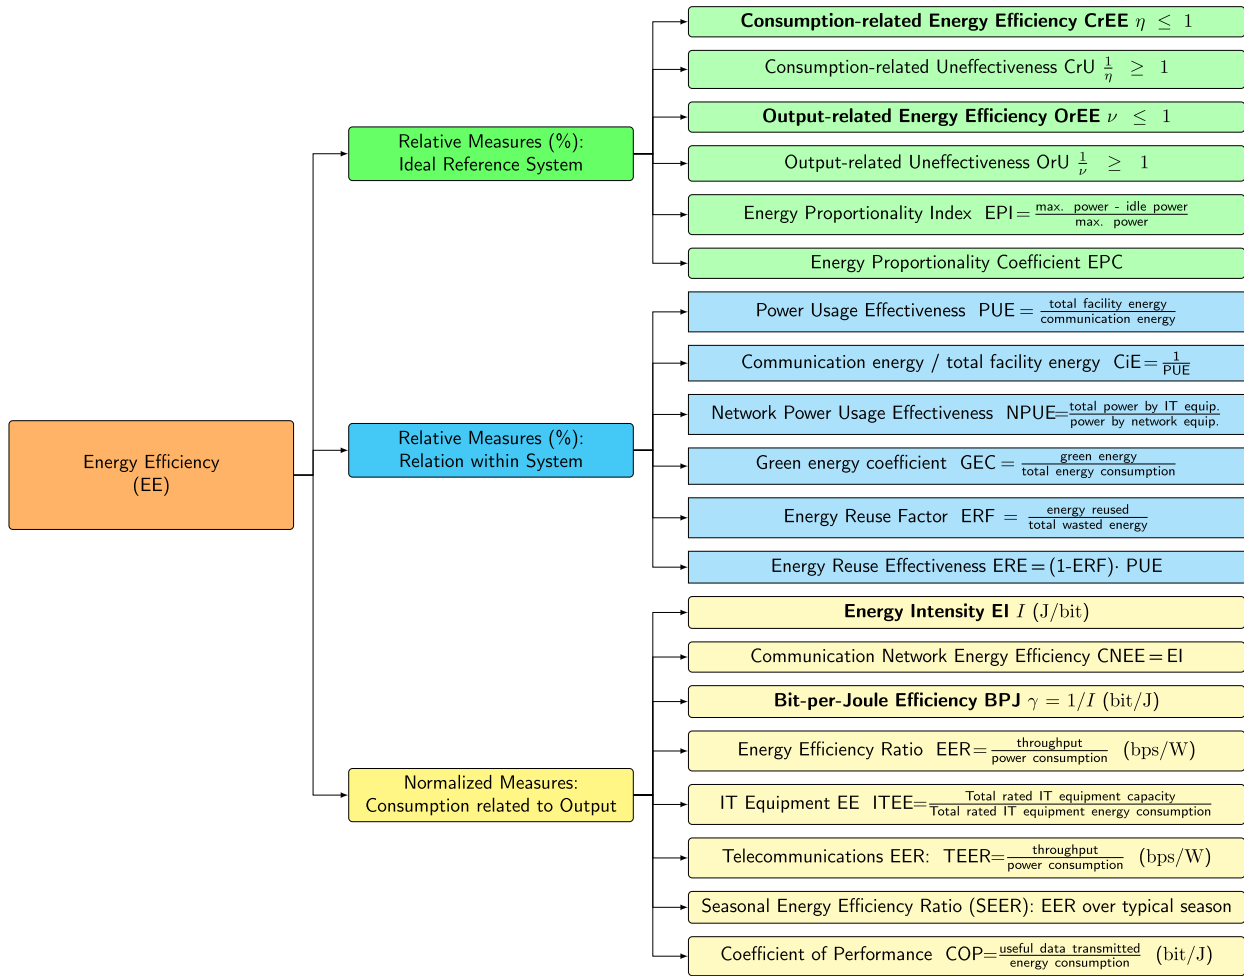 Energy Efficiency
(EE)
Relative Measures (%):
Ideal Reference System
Consumption-related Energy Efficiency CrEE η ≤ 1
Consumption-related Uneffectiveness CrU 1/η ≥ 1
Output-related Energy Efficiency OrEE ν ≤ 1
Output-related Uneffectiveness OrU 1/ν ≥ 1
Energy Proportionality Index EPI = max. power - idle power / max. power
Energy Proportionality Coefficient EPC
Relative Measures (%):
Relation within System
Power Usage Effectiveness PUE = total facility energy / communication energy
Communication energy / total facility energy CiE = 1/PUE
Network Power Usage Effectiveness NPUE= total power by IT equip. / power by network equip.
Green energy coefficient GEC = green energy / total energy consumption
Energy Reuse Factor ERF = energy reused / total wasted energy
Energy Reuse Effectiveness ERE = (1-ERF)· PUE
Normalized Measures:
Consumption related to Output
Energy Intensity EI I (J/bit)
Communication Network Energy Efficiency CNEE = EI
Bit-per-Joule Efficiency BPJ γ = 1/I (bit/J)
Energy Efficiency Ratio EER= throughput / power consumption (bps/W)
IT Equipment EE ITEE= Total rated IT equipment capacity / Total rated IT equipment energy consumption
Telecommunications EER: TEER= throughput / power consumption (bps/W)
Seasonal Energy Efficiency Ratio (SEER): EER over typical season
Coefficient of Performance COP= useful data transmitted / energy consumption (bit/J)